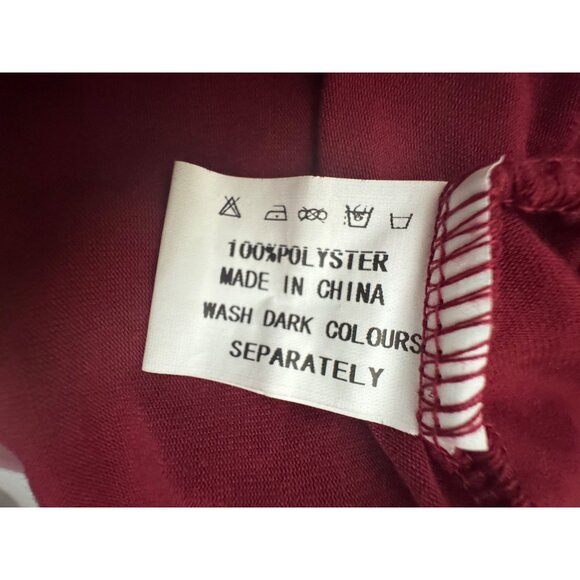 100%POLYSTER
MADE IN CHINA
WASH DARK COLOURS
SEPARATELY